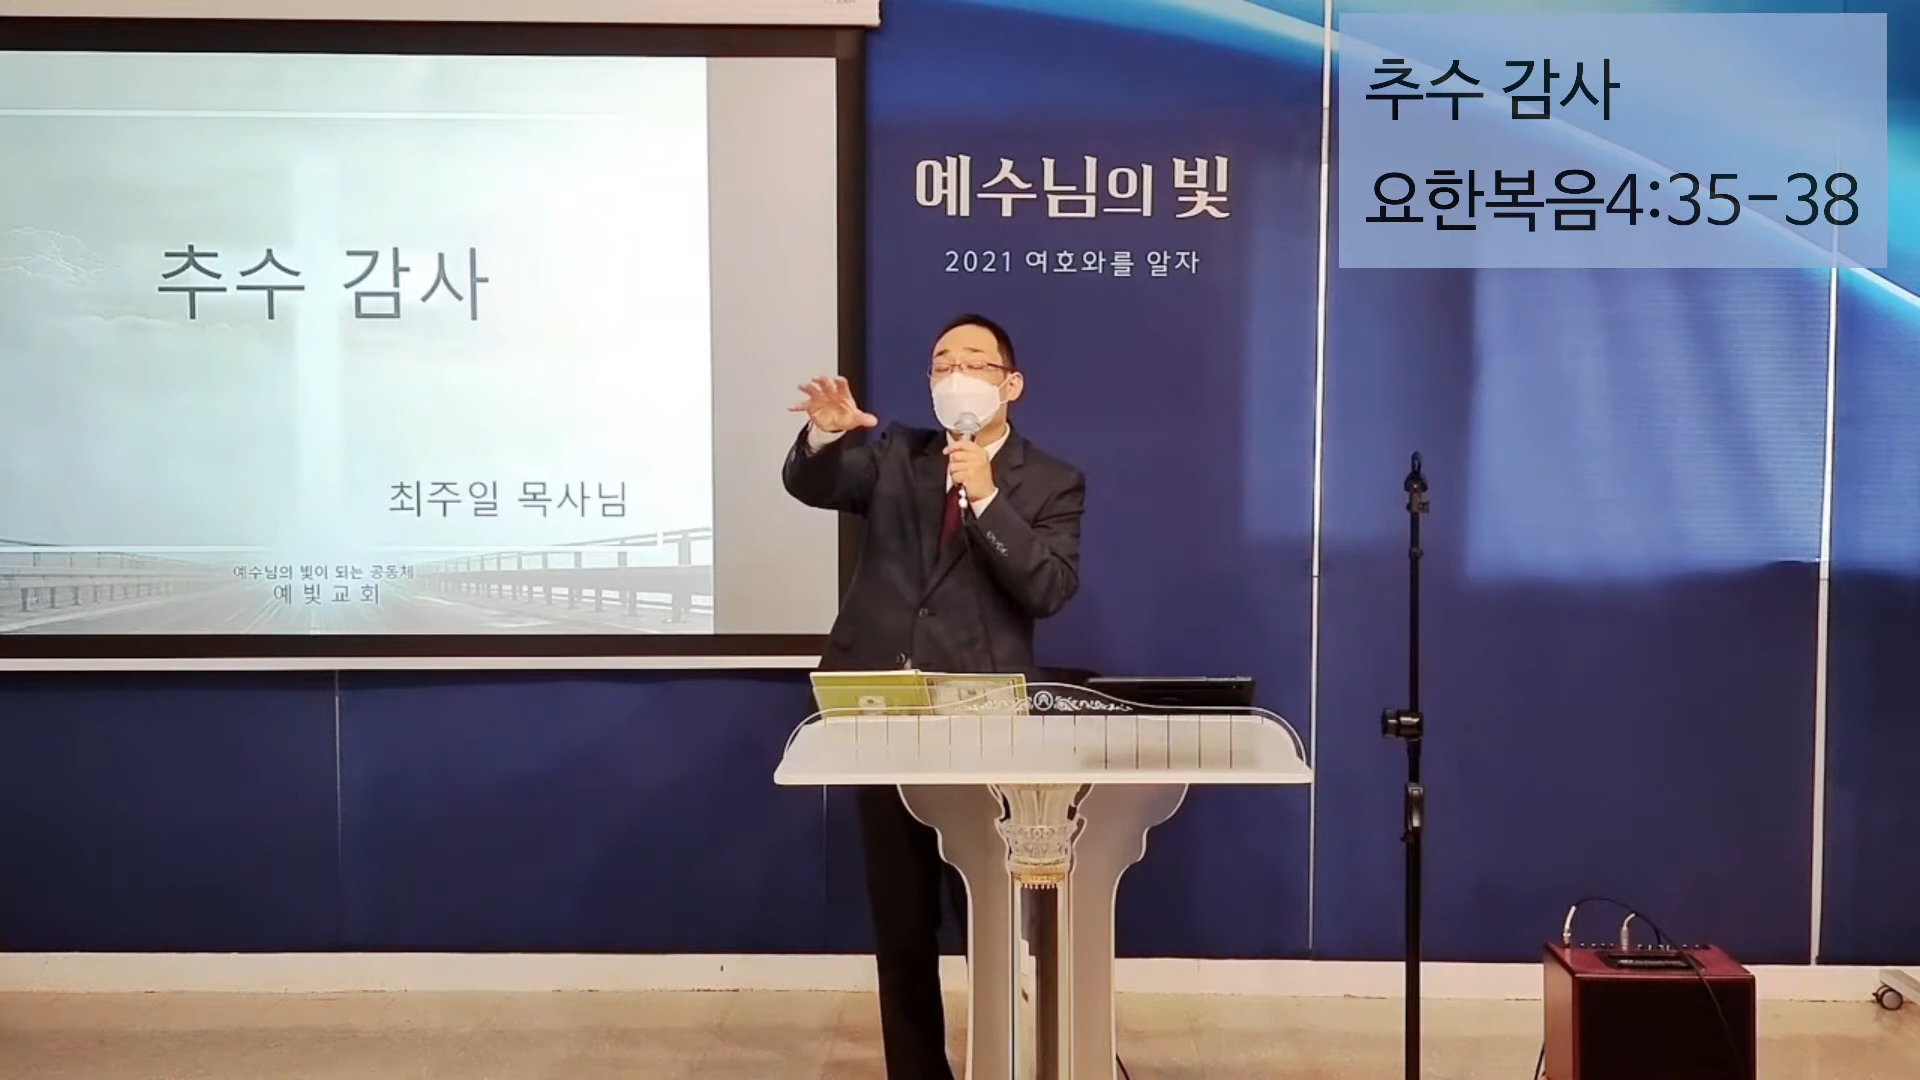 추수 감사
최주일 목사님
예수님의 빛이 되는 공동체
예빛교회
예수님의 빛
2021 여호와를 알자
추수 감사
요한복음4:35-38